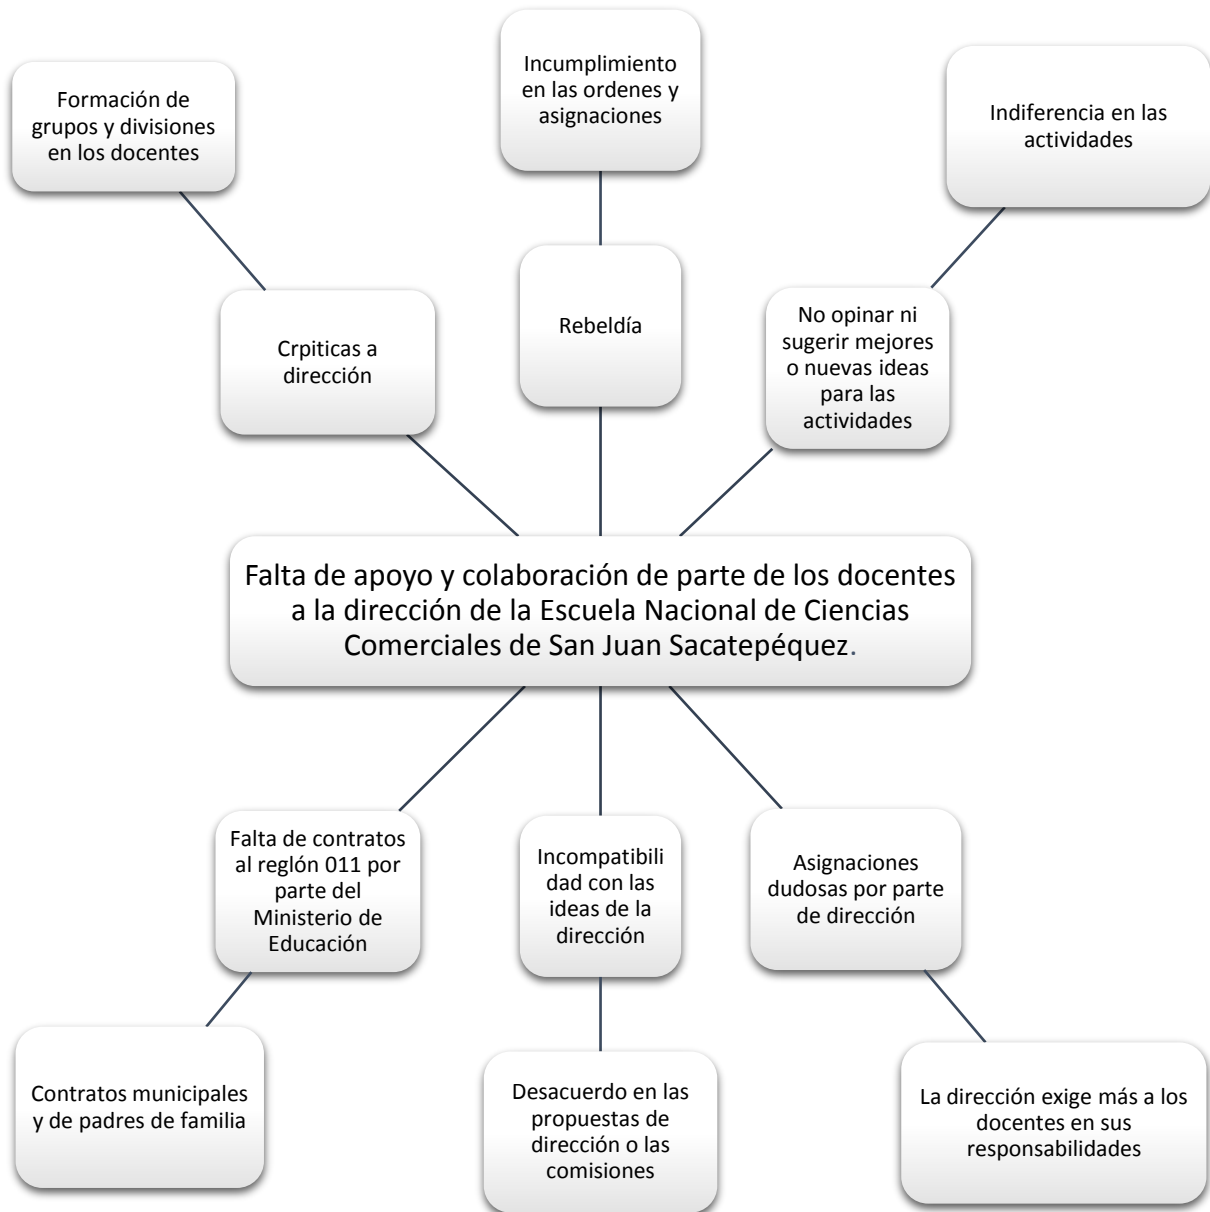 Incumplimiento
en las ordenes y
asignaciones
Formación de
grupos y divisiones
en los docentes
Indiferencia en las
actividades
Crpiticas a
dirección
Rebeldía
No opinar ni
sugerir mejores
o nuevas ideas
para las
actividades
Falta de apoyo y colaboración de parte de los docentes
a la dirección de la Escuela Nacional de Ciencias
Comerciales de San Juan Sacatepéquez.
Falta de contratos
al reglón 011 por
parte del
Ministerio de
Educación
Incompatibili
dad con las
ideas de la
dirección
Asignaciones
dudosas por parte
de dirección
Contratos municipales
y de padres de familia
Desacuerdo en las
propuestas de
dirección o las
comisiones
La dirección exige más a los
docentes en sus
responsabilidades